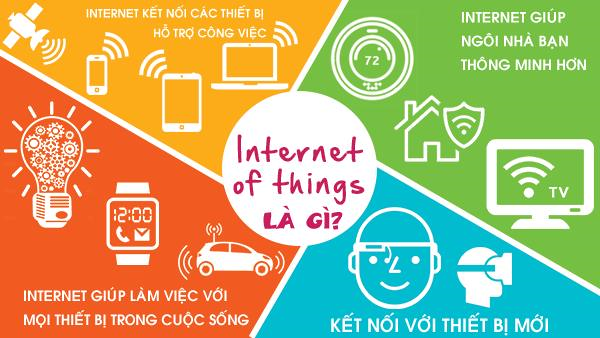 INTERNET KẾT NỐI CÁC THIẾT BỊ
HỖ TRỢ CÔNG VIỆC
INTERNET GIÚP
NGÔI NHÀ BẠN
THÔNG MINH HƠN
72
TV
Internet
of things
LÀ GÌ?
12:00
INTERNET GIÚP LÀM VIỆC VỚI
MỌI THIẾT BỊ TRONG CUỘC SỐNG
KẾT NỐI VỚI THIẾT BỊ MỚI